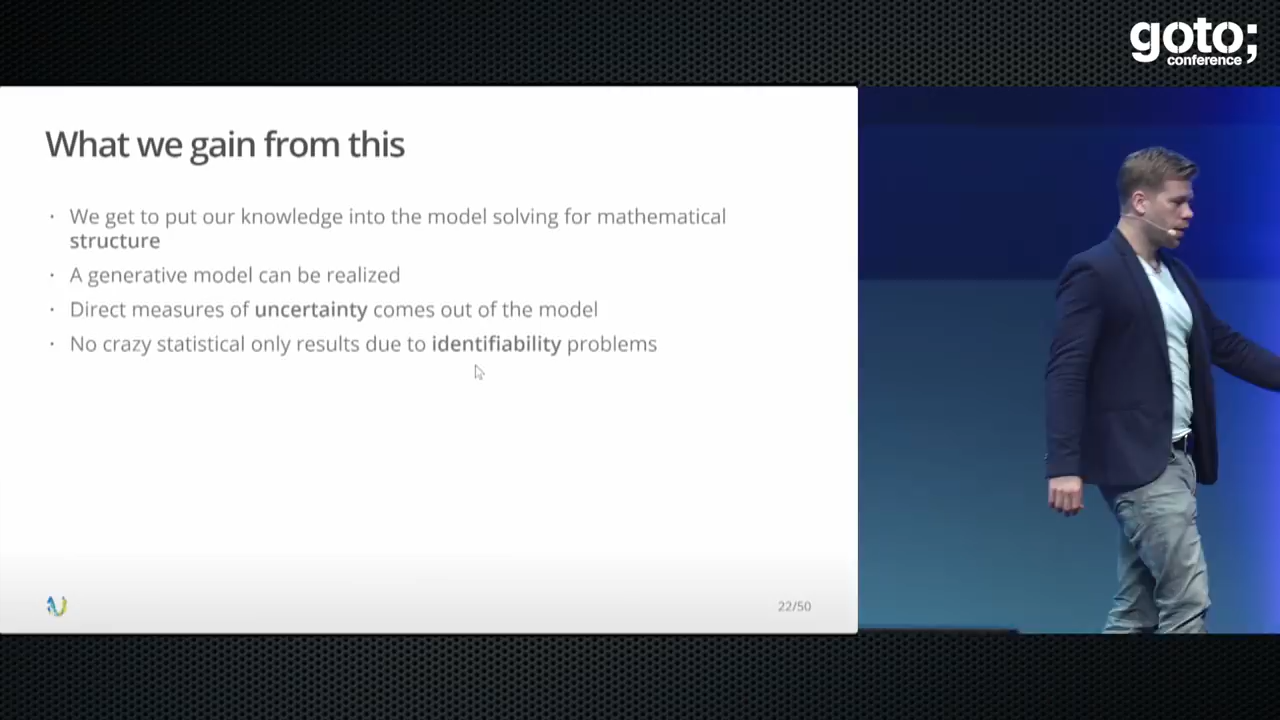 goto;
conference
What we gain from this
· We get to put our knowledge into the model solving for mathematical
structure
· A generative model can be realized
· Direct measures of uncertainty comes out of the model
· No crazy statistical only results due to identifiability problems
22/50